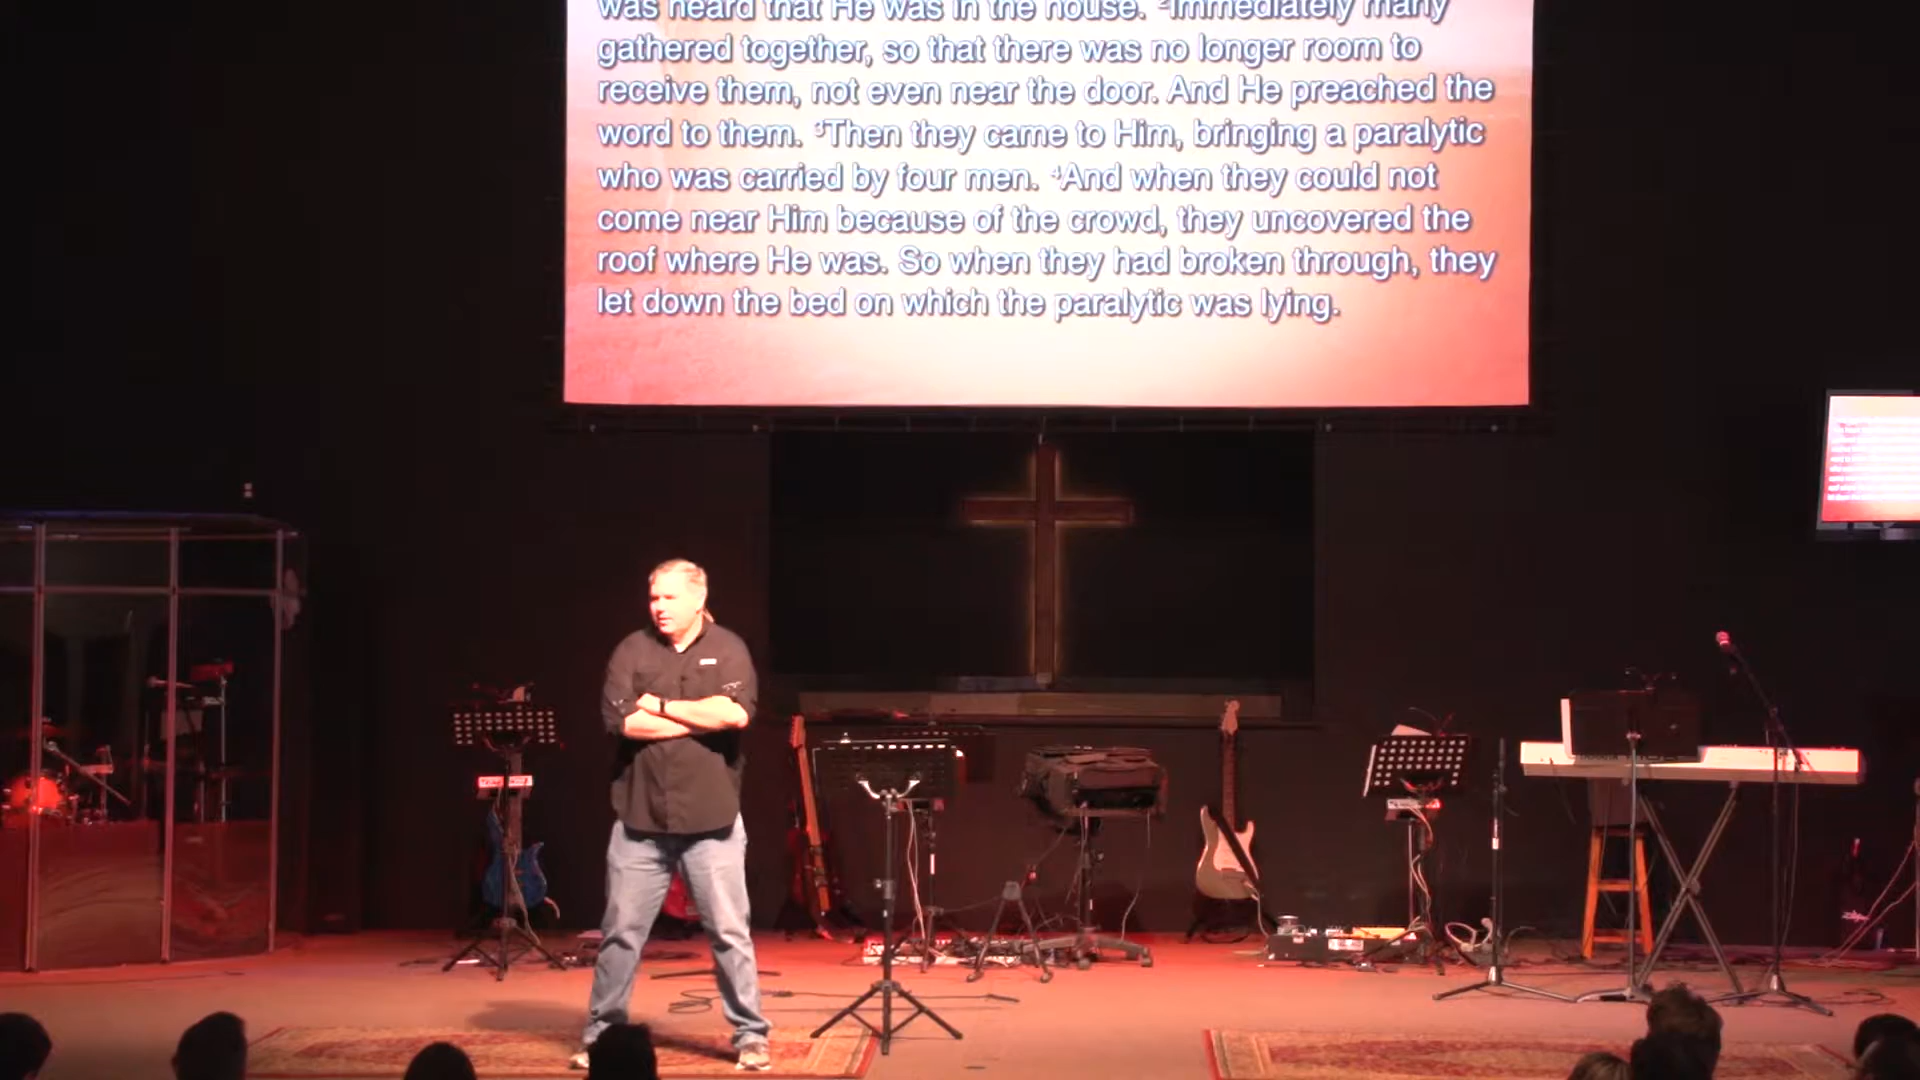 was heard that He was in the house. ²Immediately many
gathered together, so that there was no longer room to
receive them, not even near the door. And He preached the
word to them. ³Then they came to Him, bringing a paralytic
who was carried by four men. ⁴And when they could not
come near Him because of the crowd, they uncovered the
roof where He was. So when they had broken through, they
let down the bed on which the paralytic was lying.